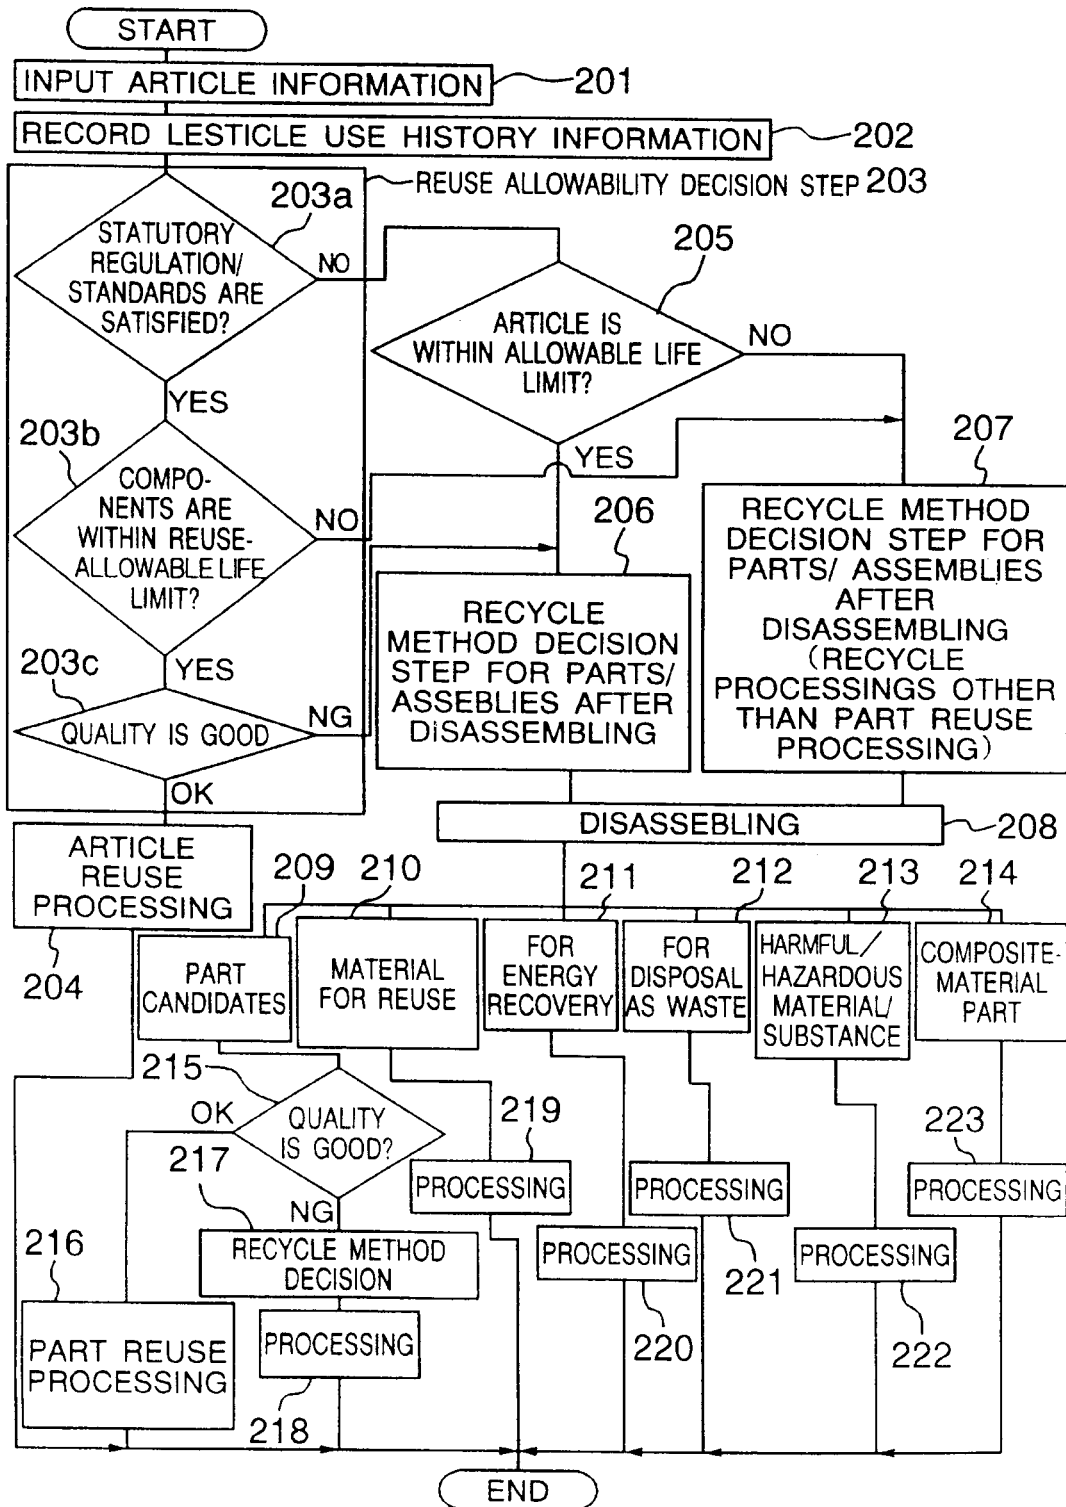 START
INPUT ARTICLE INFORMATION
201
RECORD LESTICLE USE HISTORY INFORMATION
202
REUSE ALLOWABILITY DECISION STEP 203
203a
STATUTORY
REGULATION/
STANDARDS ARE
SATISFIED?
NO
YES
205
ARTICLE IS
WITHIN ALLOWABLE LIFE
LIMIT?
NO
YES
203b
COMPO-
NENTS ARE
WITHIN REUSE-
ALLOWABLE LIFE
LIMIT?
NO
YES
206
RECYCLE
METHOD DECISION
STEP FOR PARTS/
ASSEBLIES AFTER
DISASSEMBLING
207
RECYCLE METHOD
DECISION STEP FOR
PARTS/ ASSEMBLIES
AFTER
DISASSEMBLING
(RECYCLE
PROCESSINGS OTHER
THAN PART REUSE
PROCESSING)
203c
QUALITY IS GOOD
NG
OK
DISASSEBLING
208
ARTICLE
REUSE
PROCESSING
204
209
PART
CANDIDATES
210
MATERIAL
FOR REUSE
211
FOR
ENERGY
RECOVERY
212
FOR
DISPOSAL
AS WASTE
213
HARMFUL/
HAZARDOUS
MATERIAL/
SUBSTANCE
214
COMPOSITE-
MATERIAL
PART
215
QUALITY
IS GOOD?
OK
NG
216
PART REUSE
PROCESSING
217
RECYCLE METHOD
DECISION
PROCESSING
218
219
PROCESSING
PROCESSING
220
PROCESSING
221
PROCESSING
222
223
PROCESSING
END